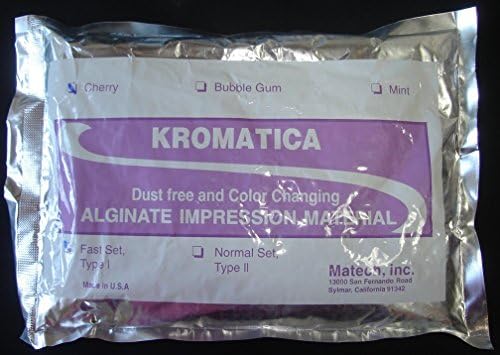 Cherry Bubble Gum Mint
KROMATICA
Dust free and Color Changing
ALGINATE IMPRESSION MATERIAL
Fast Set, Normal Set,
Type I Type II
Made in U.S.A
Matech, inc.
13000 San Fernando Road
Sylmar, California 91342